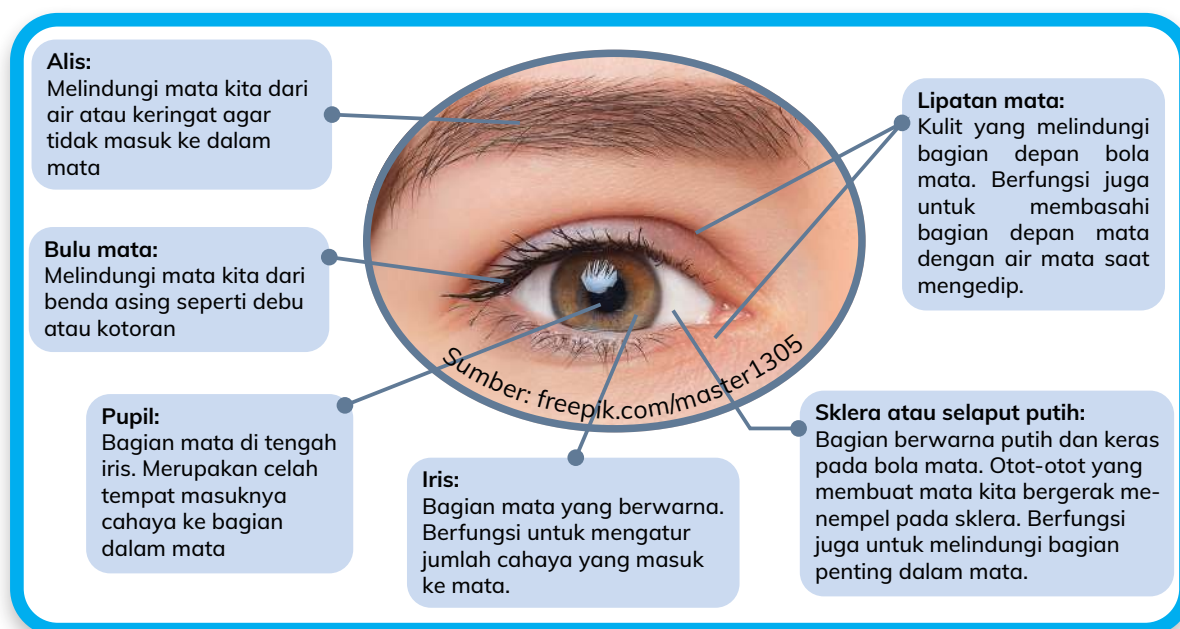 Alis:
Melindungi mata kita dari
air atau keringat agar
tidak masuk ke dalam
mata
Bulu mata:
Melindungi mata kita dari
benda asing seperti debu
atau kotoran
Pupil:
Bagian mata di tengah
iris. Merupakan celah
tempat masuknya
cahaya ke bagian
dalam mata
Iris:
Bagian mata yang berwarna.
Berfungsi untuk mengatur
jumlah cahaya yang masuk
ke mata.
Lipatan mata:
Kulit yang melindungi
bagian depan bola
mata. Berfungsi juga
untuk membasahi
bagian depan mata
dengan air mata saat
mengedip.
Sklera atau selaput putih:
Bagian berwarna putih dan keras
pada bola mata. Otot-otot yang
membuat mata kita bergerak me-
nempel pada sklera. Berfungsi
juga untuk melindungi bagian
penting dalam mata.
Sumber: freepik.com/master1305